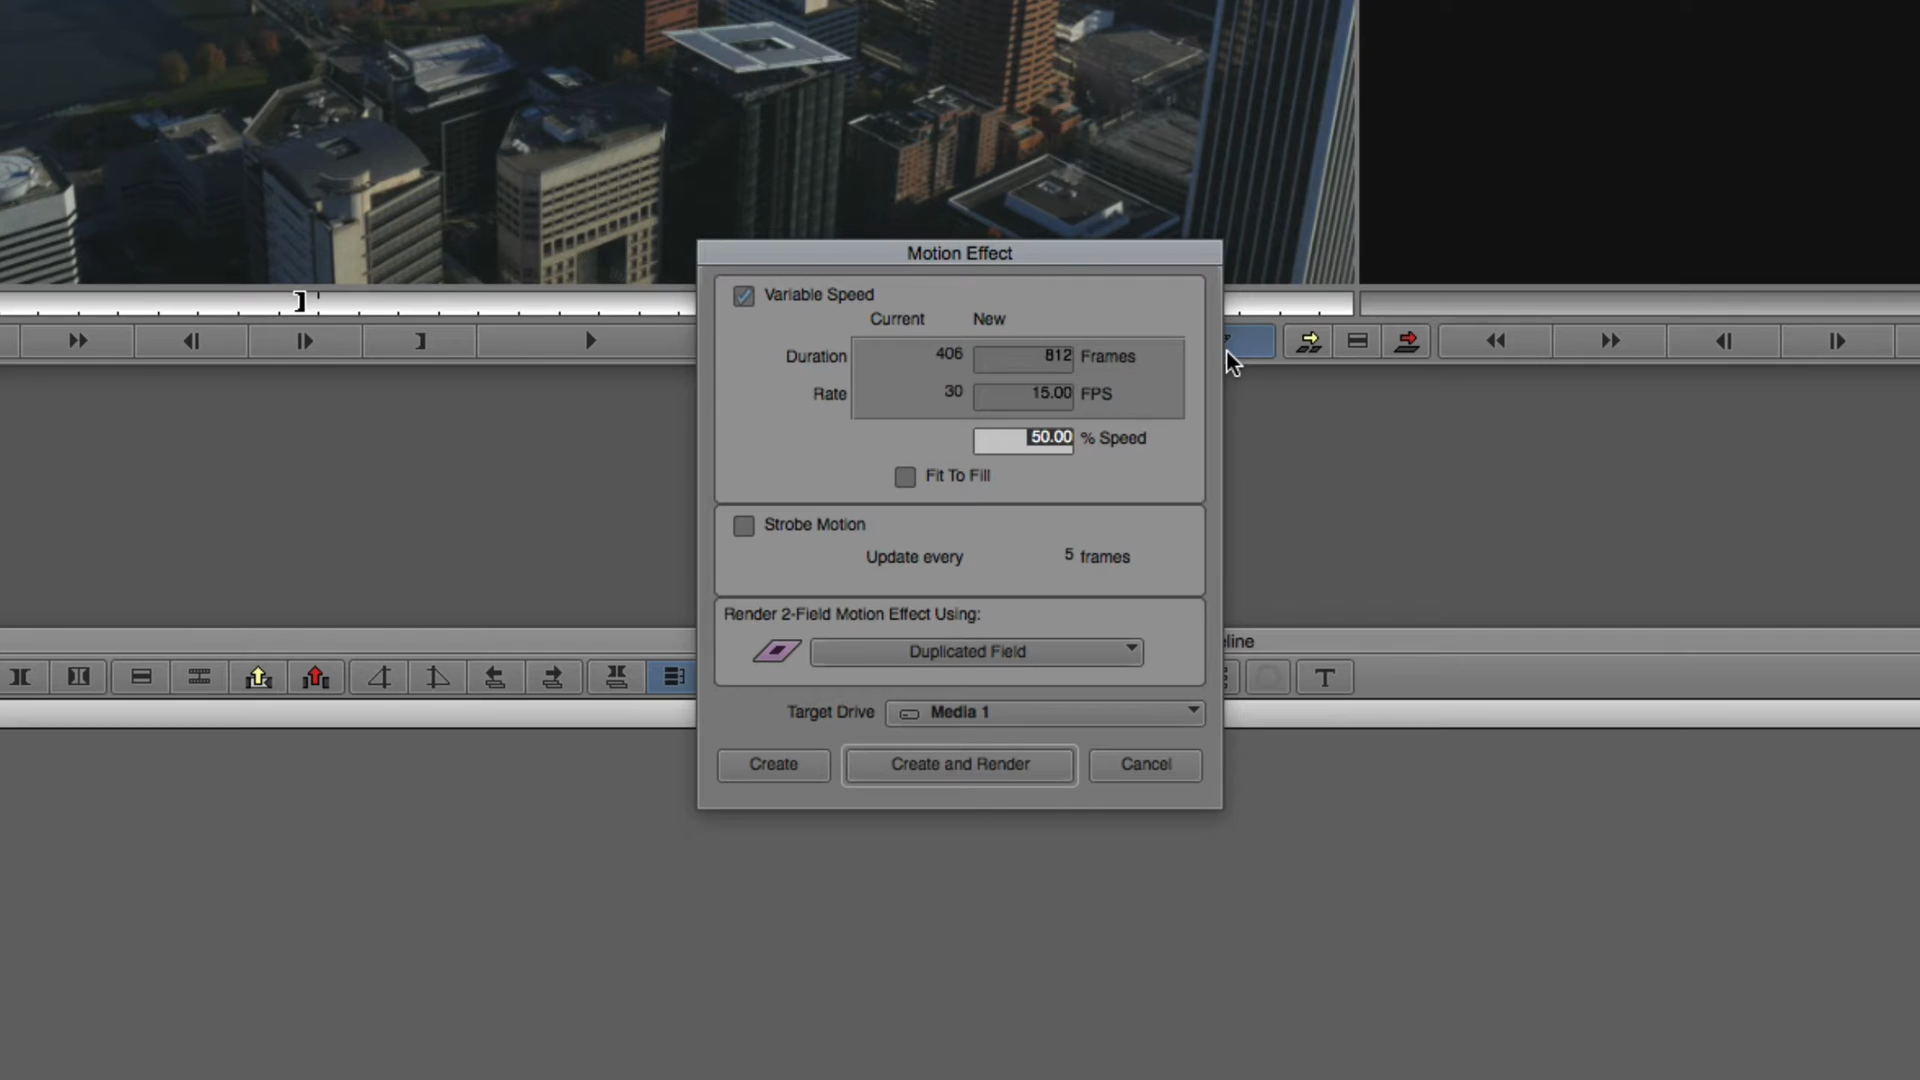 Motion Effect
Variable Speed
Current New
Duration 406 812 Frames
Rate 30 15.00 FPS
50.00 % Speed
Fit To Fill
Strobe Motion
Update every 5 frames
Render 2-Field Motion Effect Using:
eline
Duplicated Field
T
Target Drive Media 1
Create Create and Render Cancel